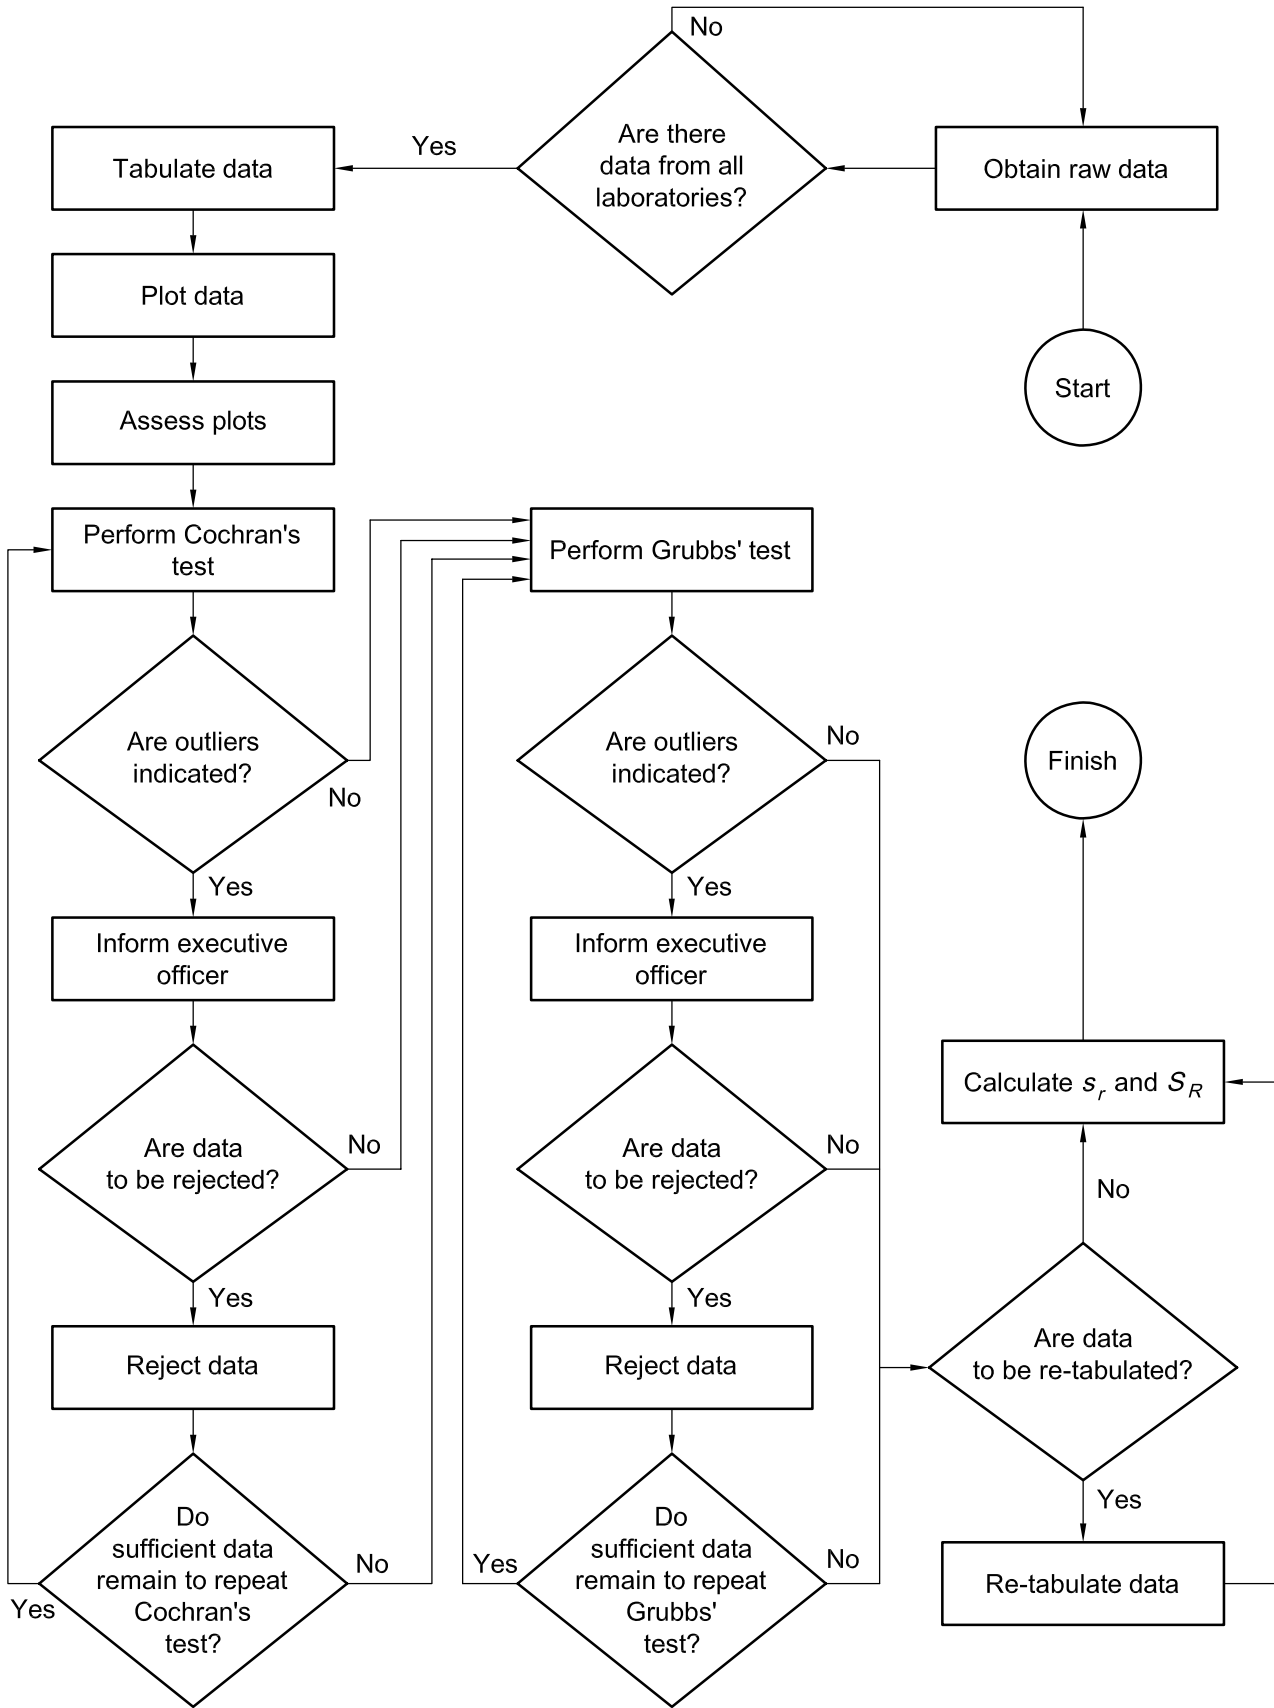 No
Are there
data from all
laboratories?
Yes
Tabulate data
Obtain raw data
Plot data
Start
Assess plots
Perform Cochran's
test
Perform Grubbs' test
Are outliers
indicated?
No
Are outliers
indicated?
No
Finish
Yes
Yes
Inform executive
officer
Inform executive
officer
Calculate s_r and S_R
Are data
to be rejected?
No
Are data
to be rejected?
No
No
Yes
Yes
Reject data
Reject data
Are data
to be re-tabulated?
Yes
Do
sufficient data
remain to repeat
Cochran's
test?
Yes
No
Do
sufficient data
remain to repeat
Grubbs'
test?
Yes
No
Re-tabulate data